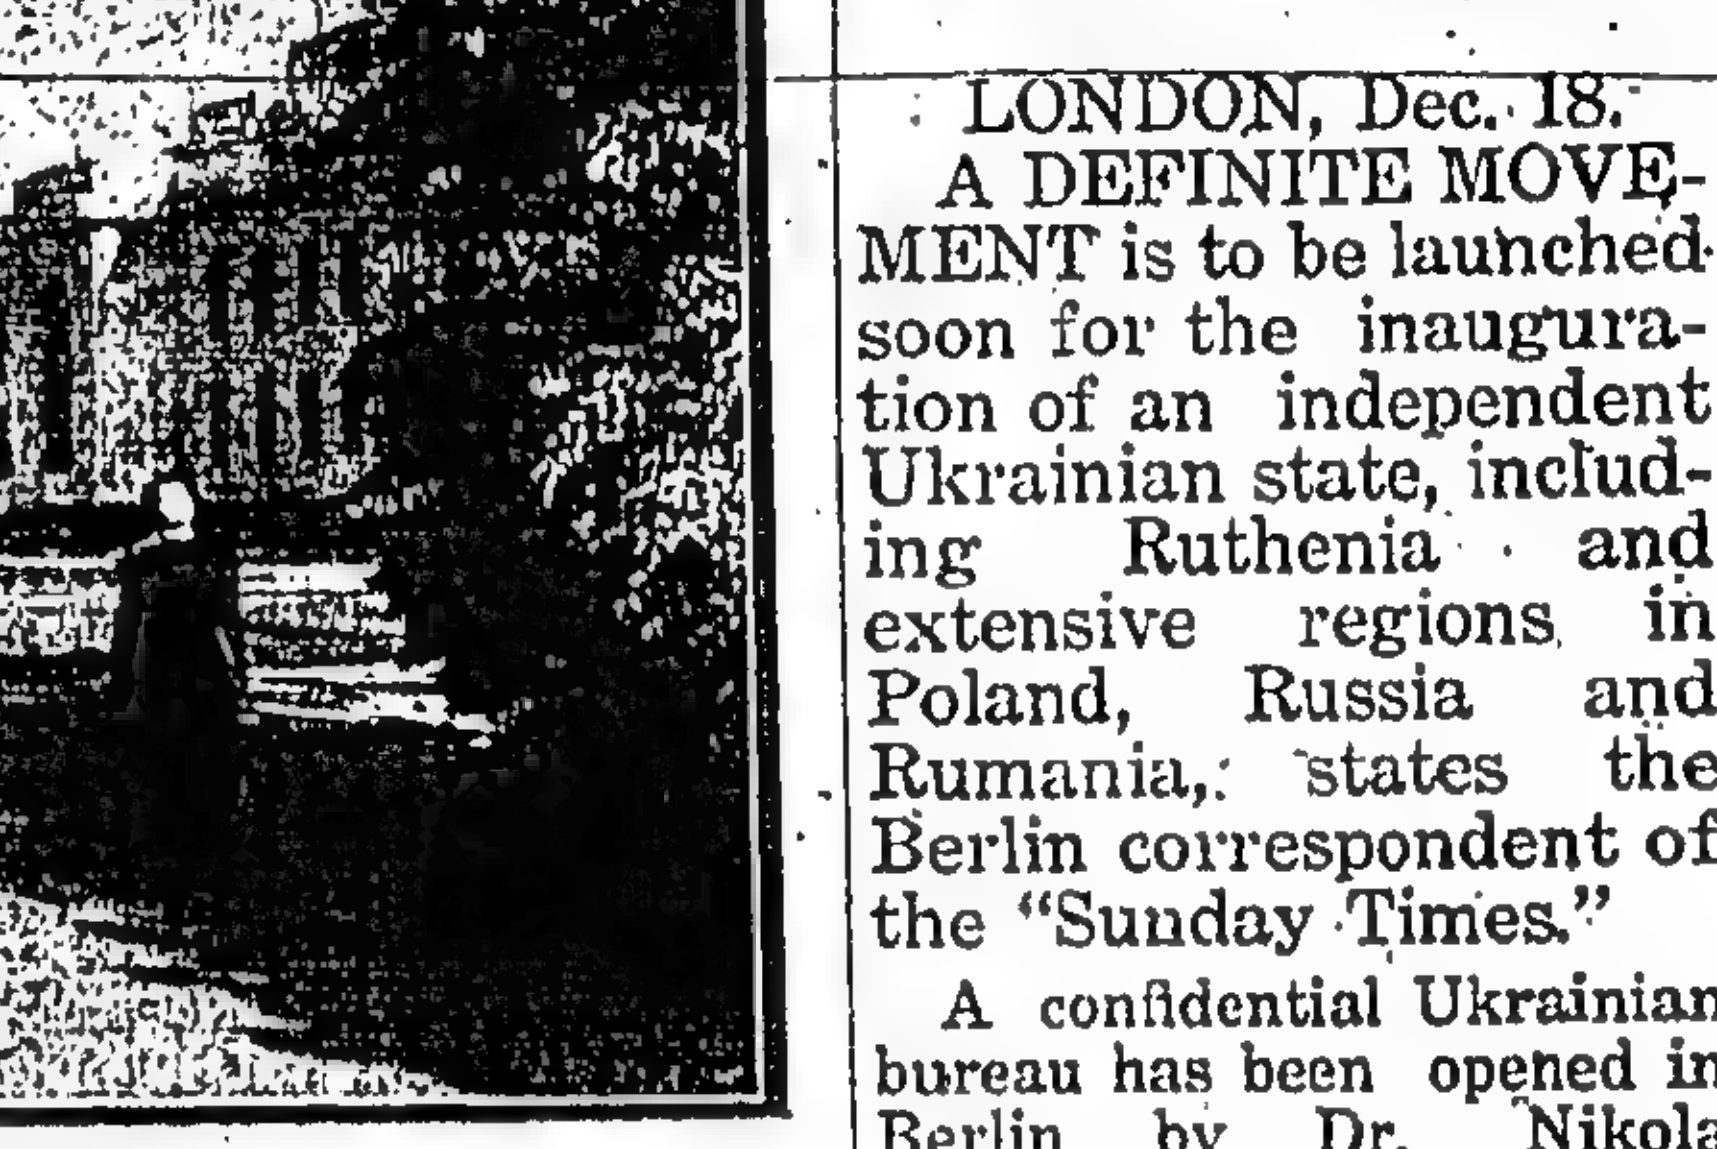 LONDON, Dec. 18.
A DEFINITE MOVE-
MENT is to be launched
soon for the inaugura-
tion of an independent
Ukrainian state, includ-
ing Ruthenia and
extensive regions in
Poland, Russia and
Rumania, states the
Berlin correspondent of
the "Sunday Times."
A confidential Ukrainian
bureau has been opened in
Berlin by Dr. Nikola